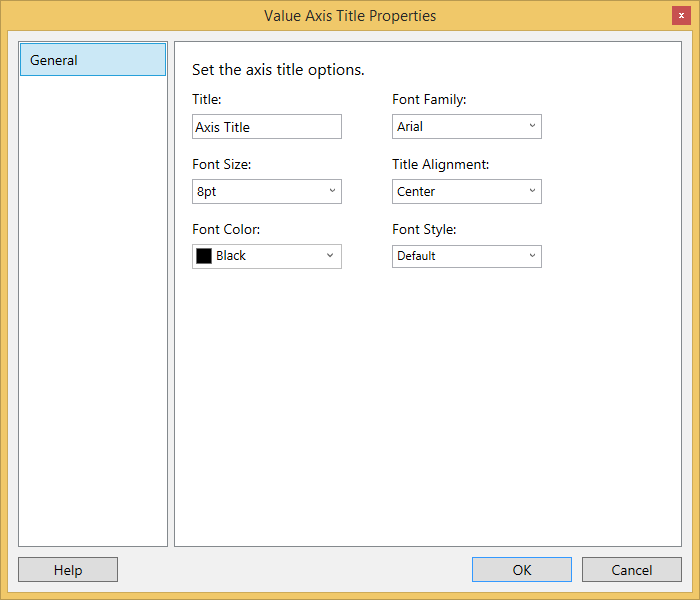 Value Axis Title Properties
x
General
Set the axis title options.
Title:
Font Family:
Axis Title
Arial
Font Size:
Title Alignment:
8pt
Center
Font Color:
Font Style:
Black
Default
Help
OK
Cancel